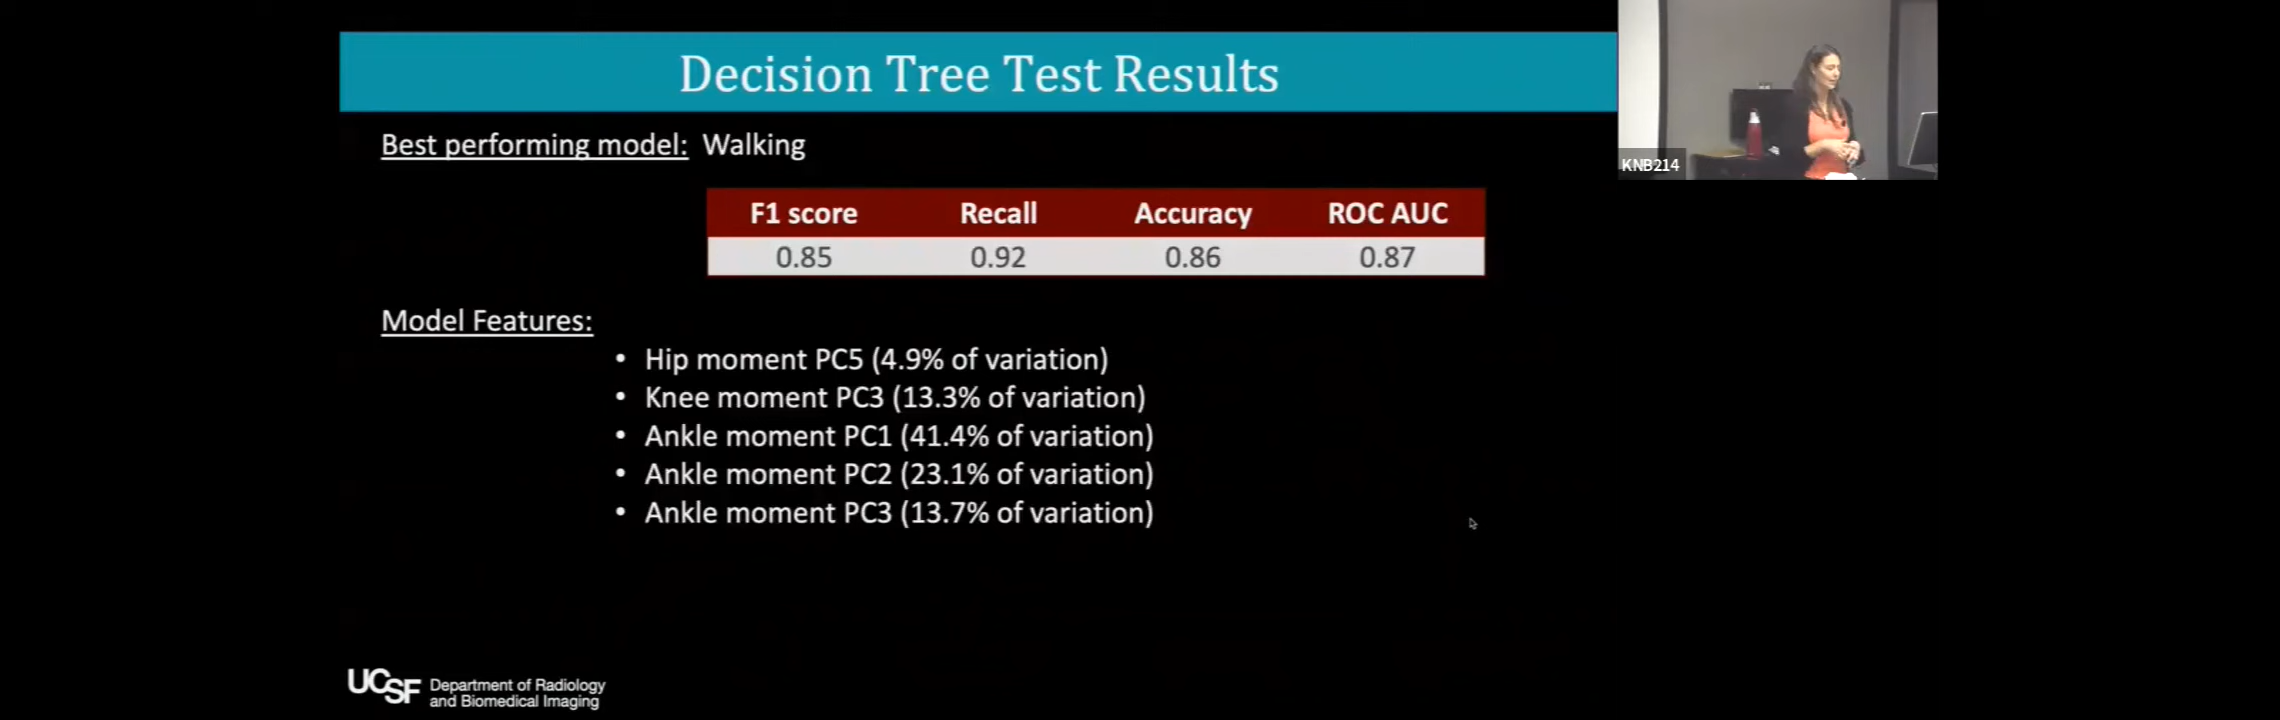 Decision Tree Test Results
Best performing model: Walking
KNB214
F1 score Recall Accuracy ROC AUC
0.85 0.92 0.86 0.87
Model Features:
• Hip moment PC5 (4.9% of variation)
• Knee moment PC3 (13.3% of variation)
• Ankle moment PC1 (41.4% of variation)
• Ankle moment PC2 (23.1% of variation)
• Ankle moment PC3 (13.7% of variation)
UCSF Department of Radiology
and Biomedical Imaging